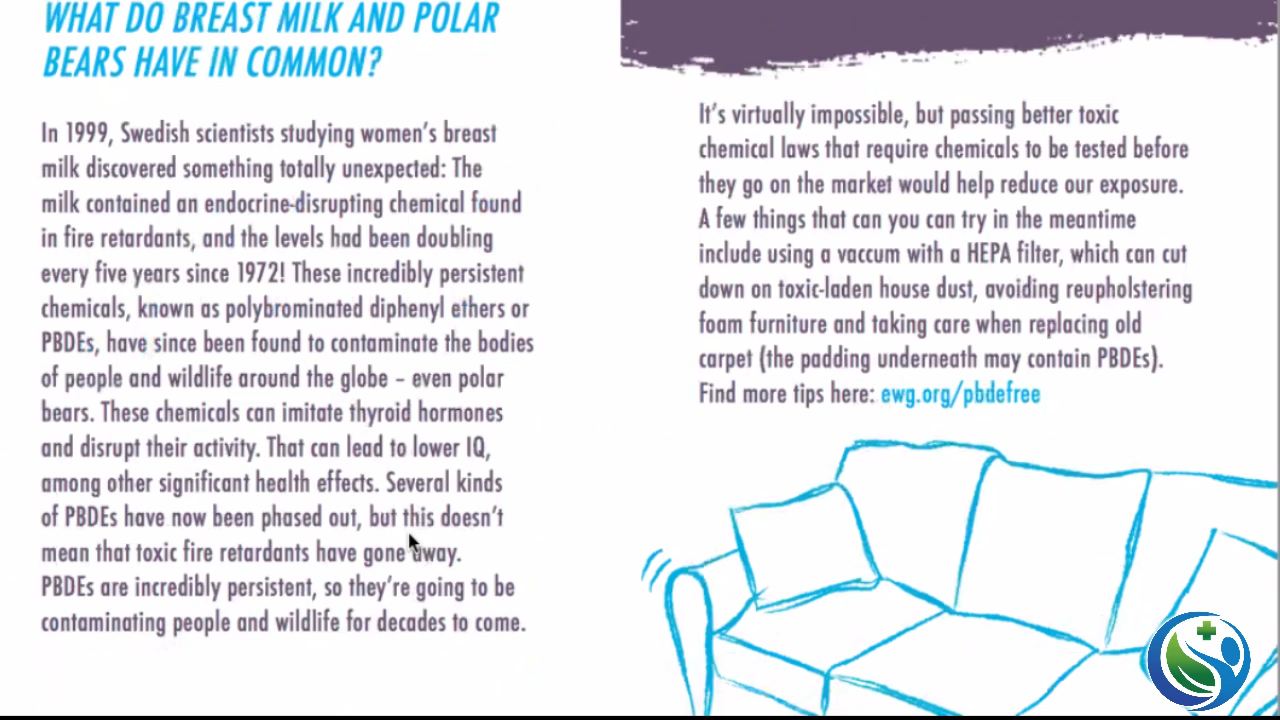 WHAT DO BREAST MILK AND POLAR
BEARS HAVE IN COMMON?
In 1999, Swedish scientists studying women's breast
milk discovered something totally unexpected: The
milk contained an endocrine-disrupting chemical found
in fire retardants, and the levels had been doubling
every five years since 1972! These incredibly persistent
chemicals, known as polybrominated diphenyl ethers or
PBDEs, have since been found to contaminate the bodies
of people and wildlife around the globe – even polar
bears. These chemicals can imitate thyroid hormones
and disrupt their activity. That can lead to lower IQ,
among other significant health effects. Several kinds
of PBDEs have now been phased out, but this doesn't
mean that toxic fire retardants have gone away.
PBDEs are incredibly persistent, so they're going to be
contaminating people and wildlife for decades to come.
It's virtually impossible, but passing better toxic
chemical laws that require chemicals to be tested before
they go on the market would help reduce our exposure.
A few things that can you can try in the meantime
include using a vaccum with a HEPA filter, which can cut
down on toxic-laden house dust, avoiding reupholstering
foam furniture and taking care when replacing old
carpet (the padding underneath may contain PBDEs).
Find more tips here: ewg.org/pbdefree